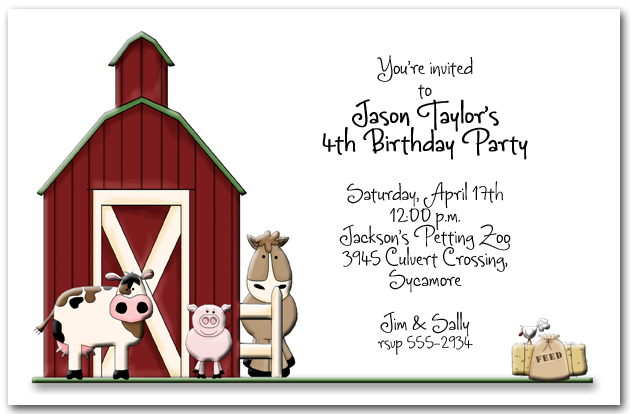 You're invited
to
Jason Taylor's
4th Birthday Party
Saturday, April 17th
12:00 p.m.
Jackson's Petting Zoo
3945 Culvert Crossing,
Sycamore
Jim & Sally
rsvp 555-2934
FEED